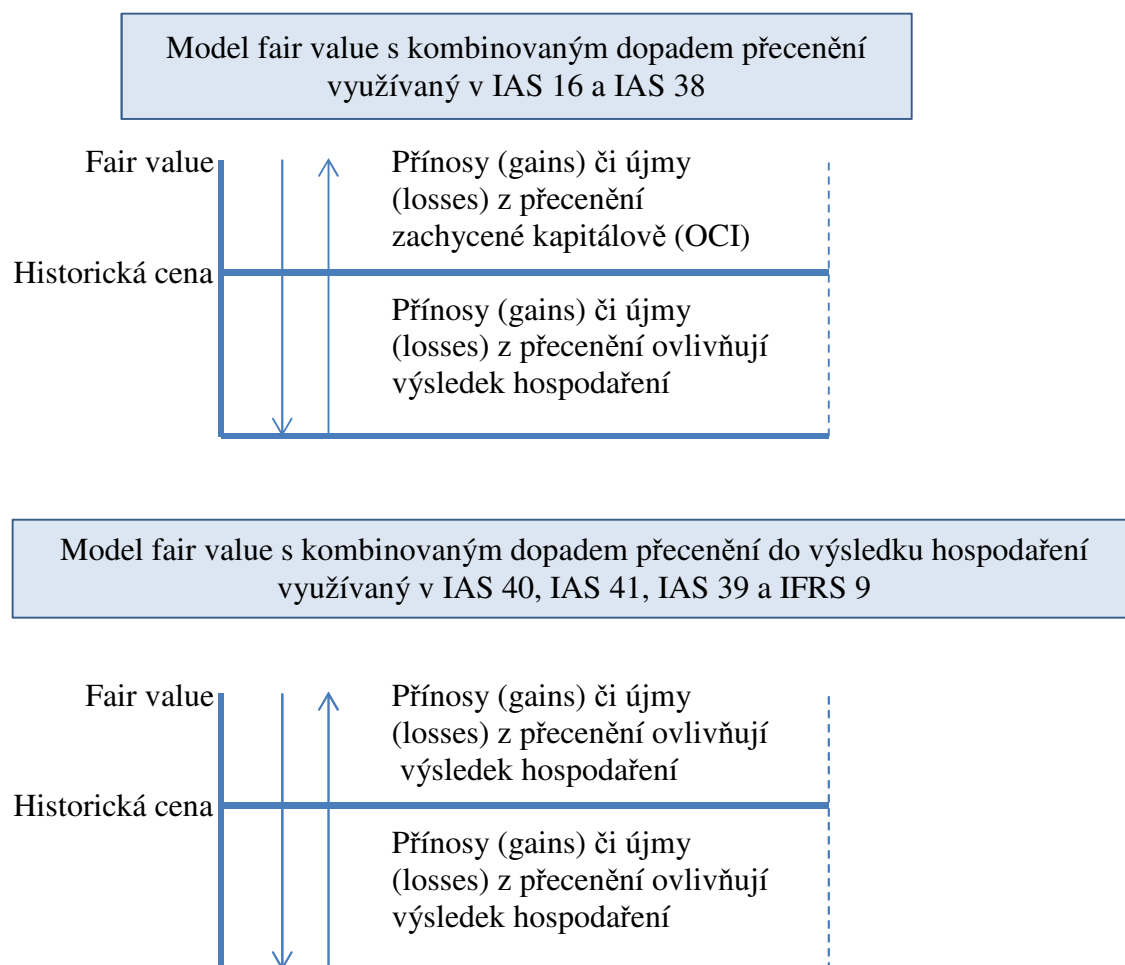 Model fair value s kombinovaným dopadem přecenění
využívaný v IAS 16 a IAS 38
Fair value
Přínosy (gains) či újmy
(losses) z přecenění
zachycené kapitálově (OCI)
Historická cena
Přínosy (gains) či újmy
(losses) z přecenění ovlivňují
výsledek hospodaření
Model fair value s kombinovaným dopadem přecenění do výsledku hospodaření
využívaný v IAS 40, IAS 41, IAS 39 a IFRS 9
Fair value
Přínosy (gains) či újmy
(losses) z přecenění ovlivňují
výsledek hospodaření
Historická cena
Přínosy (gains) či újmy
(losses) z přecenění ovlivňují
výsledek hospodaření